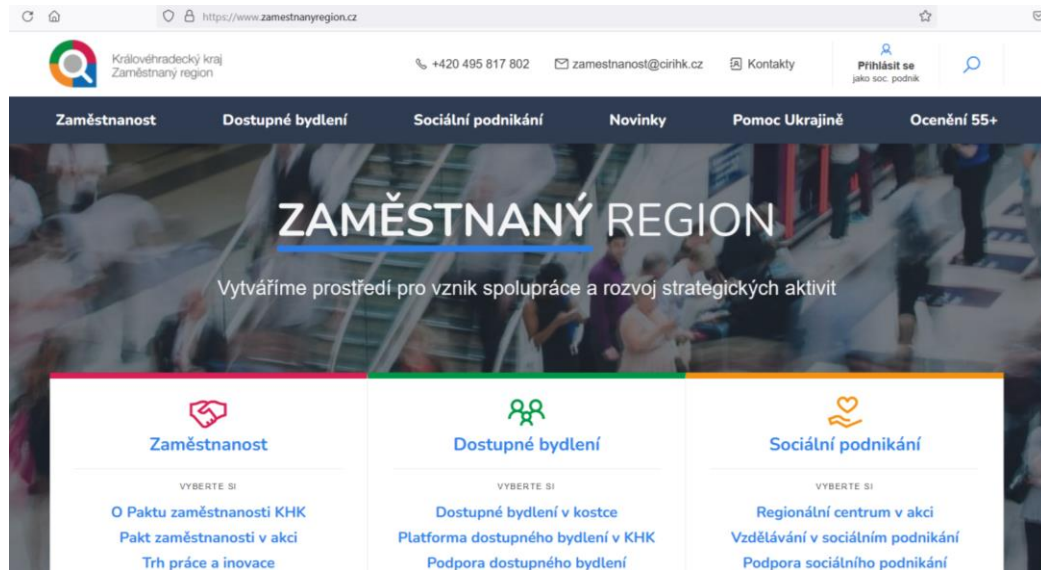 https://www.zamestnanyregion.cz
Královéhradecký kraj
Zaměstnaný region
+420 495 817 802
zamestnanost@cirihk.cz
Kontakty
Přihlásit se
jako soc. podnik
Zaměstnanost
Dostupné bydlení
Sociální podnikání
Novinky
Pomoc Ukrajině
Ocenění 55+
ZAMĚSTNANÝ REGION
Vytváříme prostředí pro vznik spolupráce a rozvoj strategických aktivit
Zaměstnanost
VYBERTE SI
O Paktu zaměstnanosti KHK
Pakt zaměstnanosti v akci
Trh práce a inovace
Dostupné bydlení
VYBERTE SI
Dostupné bydlení v kostce
Platforma dostupného bydlení v KHK
Podpora dostupného bydlení
Sociální podnikání
VYBERTE SI
Regionální centrum v akci
Vzdělávání v sociálním podnikání
Podpora sociálního podnikání